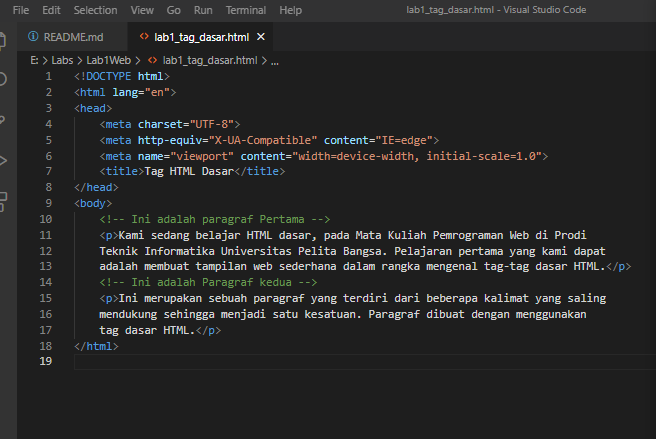 File Edit Selection View Go Run Terminal Help lab1_tag_dasar.html - Visual Studio Code
README.md lab1_tag_dasar.html
E: > Labs > Lab1Web > lab1_tag_dasar.html > ...
1 <!DOCTYPE html>
2 <html lang="en">
3 <head>
4 <meta charset="UTF-8">
5 <meta http-equiv="X-UA-Compatible" content="IE=edge">
6 <meta name="viewport" content="width=device-width, initial-scale=1.0">
7 <title>Tag HTML Dasar</title>
8 </head>
9 <body>
10 <!-- Ini adalah paragraf Pertama -->
11 <p>Kami sedang belajar HTML dasar, pada Mata Kuliah Pemrograman Web di Prodi
12 Teknik Informatika Universitas Pelita Bangsa. Pelajaran pertama yang kami dapat
13 adalah membuat tampilan web sederhana dalam rangka mengenal tag-tag dasar HTML.</p>
14 <!-- Ini adalah Paragraf kedua -->
15 <p>Ini merupakan sebuah paragraf yang terdiri dari beberapa kalimat yang saling
16 mendukung sehingga menjadi satu kesatuan. Paragraf dibuat dengan menggunakan
17 tag dasar HTML.</p>
18 </html>
19